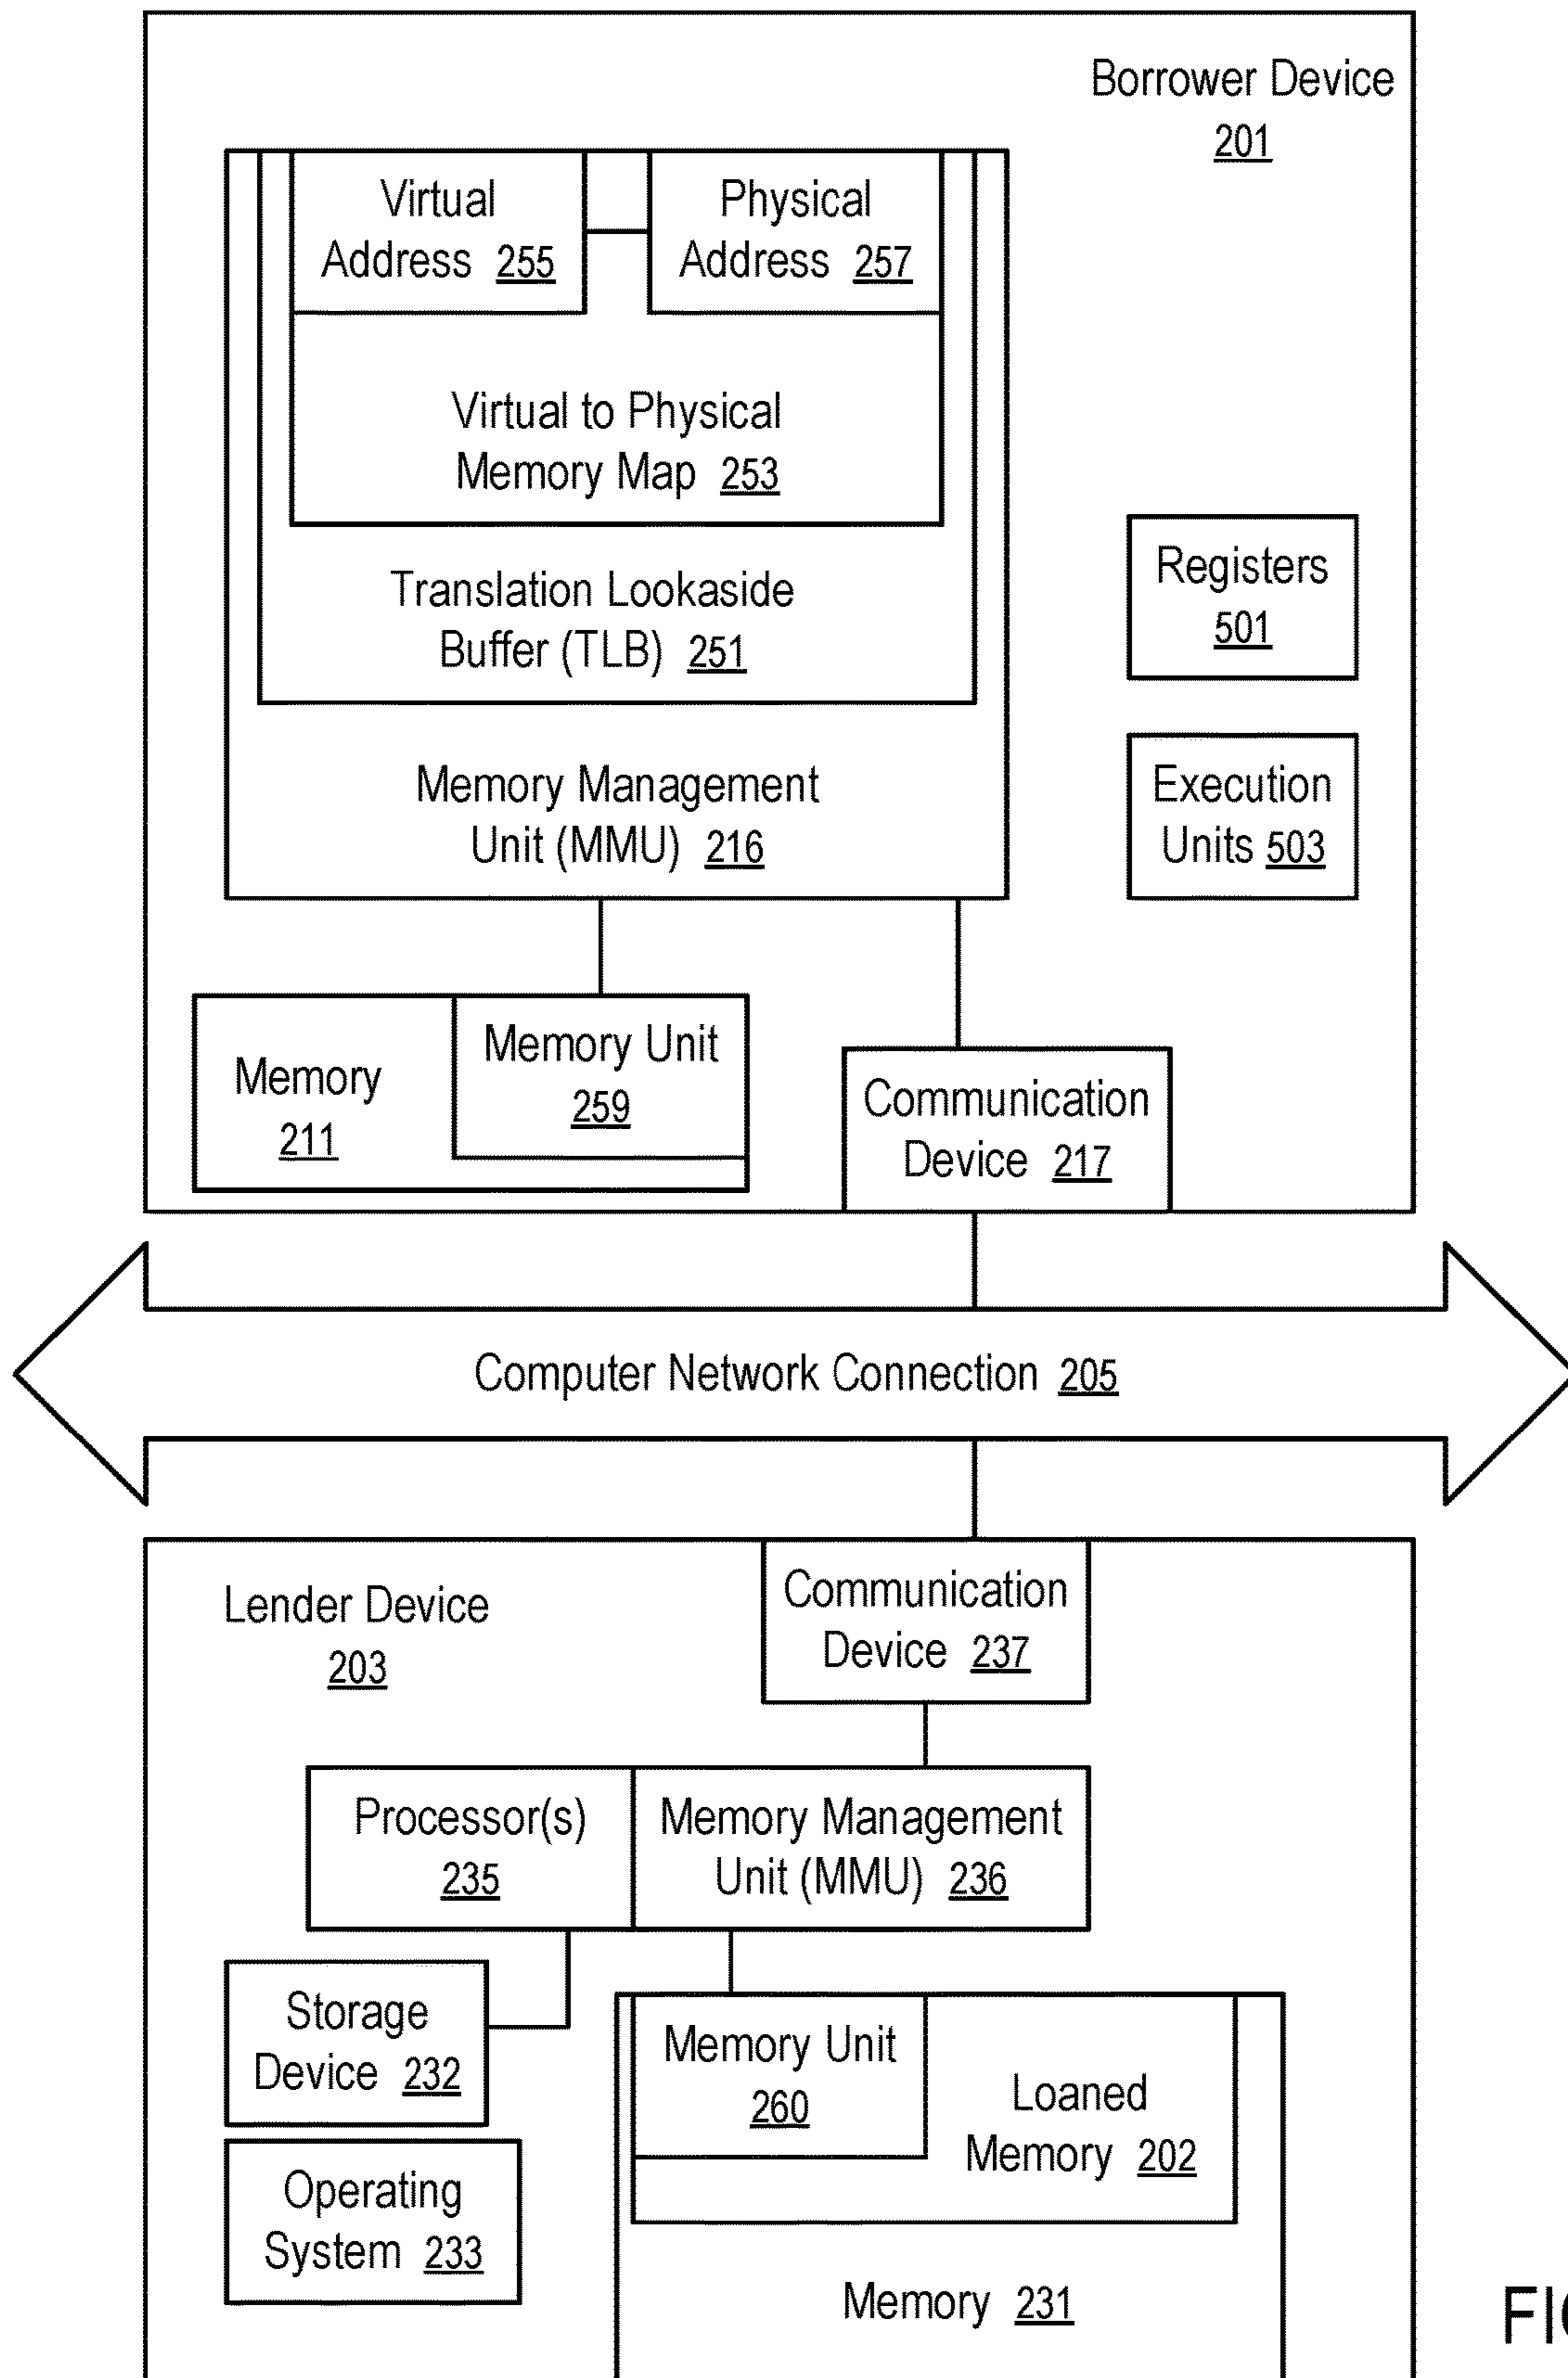 Borrower Device
201
Virtual
Address 255
Physical
Address 257
Virtual to Physical
Memory Map 253
Translation Lookaside
Buffer (TLB) 251
Registers
501
Memory Management
Unit (MMU) 216
Execution
Units 503
Memory
211
Memory Unit
259
Communication
Device 217
Computer Network Connection 205
Lender Device
203
Communication
Device 237
Processor(s)
235
Memory Management
Unit (MMU) 236
Storage
Device 232
Memory Unit
260
Loaned
Memory 202
Operating
System 233
Memory 231